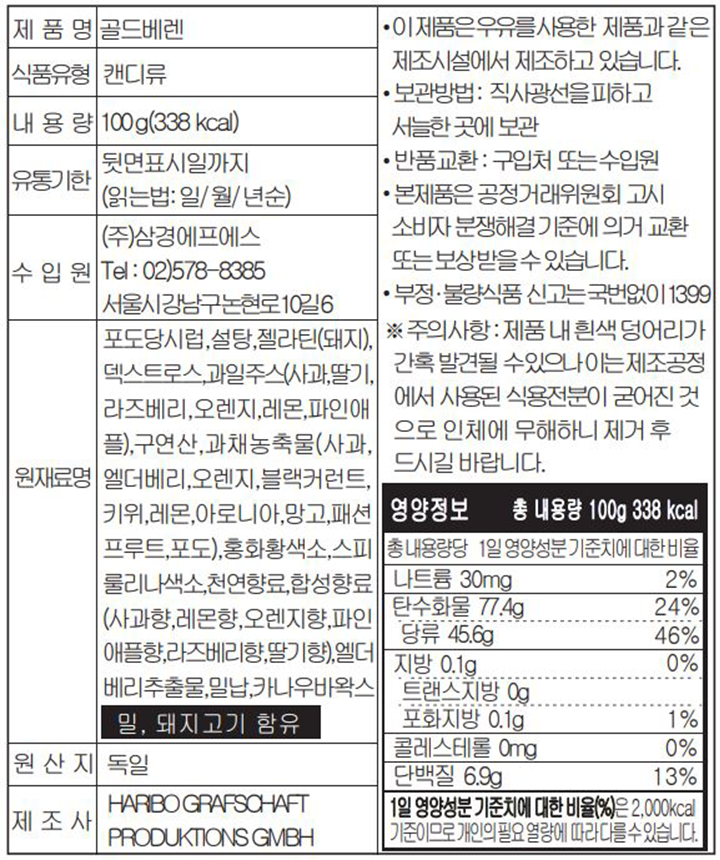 제 품 명 골드베렌
식품유형 캔디류
내 용 량 100g(338 kcal)
유통기한 뒷면표시일까지
(읽는법: 일/ 월/ 년순)
수 입 원 (주)삼경에프에스
Tel : 02)578-8385
서울시강남구논현로10길6
원재료명 포도당시럽,설탕,젤라틴(돼지),
덱스트로스,과일주스(사과,딸기,
라즈베리,오렌지,레몬,파인애
플),구연산,과채농축물(사과,
엘더베리,오렌지,블랙커런트,
키위,레몬,아로니아,망고,패션
프루트,포도),홍화황색소,스피
룰리나색소,천연향료,합성향료
(사과향,레몬향,오렌지향,파인
애플향,라즈베리향,딸기향),엘더
베리추출물,밀납,카나우바왁스
밀, 돼지고기 함유
원 산 지 독일
제 조 사 HARIBO GRAFSCHAFT
PRODUKTIONS GMBH
• 이제품은우유를사용한 제품과 같은
제조시설에서 제조하고 있습니다.
• 보관방법 : 직사광선을피하고
서늘한 곳에 보관
• 반품교환 : 구입처 또는수입원
• 본제품은 공정거래위원회 고시
소비자 분쟁해결 기준에 의거 교환
또는 보상 받을 수 있습니다.
• 부정·불량식품 신고는 국번없이 1399
※ 주의사항 : 제품 내 흰색 덩어리가
간혹 발견될 수있으나 이는제조공정
에서 사용된 식용전분이 굳어진 것
으로 인체에 무해하니 제거 후
드시길 바랍니다.
영양정보 총 내용량 100g 338 kcal
총 내용량당 1일 영양성분 기준치에 대한 비율
나트륨 30mg 2%
탄수화물 77.4g 24%
당류 45.6g 46%
지방 0.1g 0%
트랜스지방 0g
포화지방 0.1g 1%
콜레스테롤 0mg 0%
단백질 6.9g 13%
1일 영양성분 기준치에 대한 비율(%)은 2,000kcal
기준이므로 개인의 필요 열량에 따라 다를 수 있습니다.